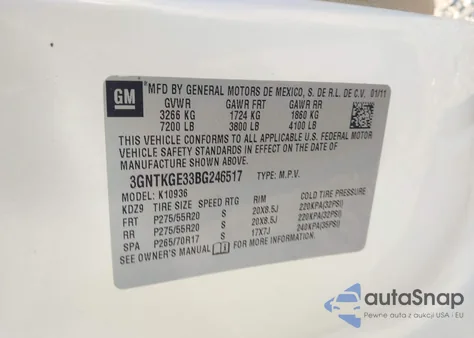 GM
MFD BY GENERAL MOTORS DE MEXICO, S. DE R.L. DE C.V. 01/11
GVWR GAWR FRT GAWR RR
3266 KG 1724 KG 1860 KG
7200 LB 3800 LB 4100 LB
THIS VEHICLE CONFORMS TO ALL APPLICABLE U.S. FEDERAL MOTOR
VEHICLE SAFETY STANDARDS IN EFFECT ON THE DATE OF
MANUFACTURE SHOWN ABOVE.
3GNTKGE33BG246517 TYPE: M.P.V.
MODEL: K10936
KDZ9 TIRE SIZE SPEED RTG RIM COLD TIRE PRESSURE
FRT P275/55R20 S 20X8.5J 220KPA(32PSI)
RR P275/55R20 S 20X8.5J 220KPA(32PSI)
SPA P265/70R17 S 17X7J 240KPA(35PSI)
SEE OWNER'S MANUAL FOR MORE INFORMATION.
autoSnap
Pewne auta z aukcji USA i EU